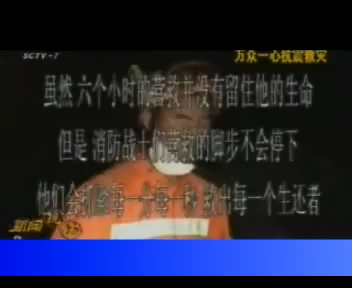 SCTV-7
万众一心抗震救灾
虽然 六个小时的营救并没有留住他的生命
但是 消防战士们营救的脚步不会停下
他们会和 每一分每一秒 救出每一个生还者
新闻